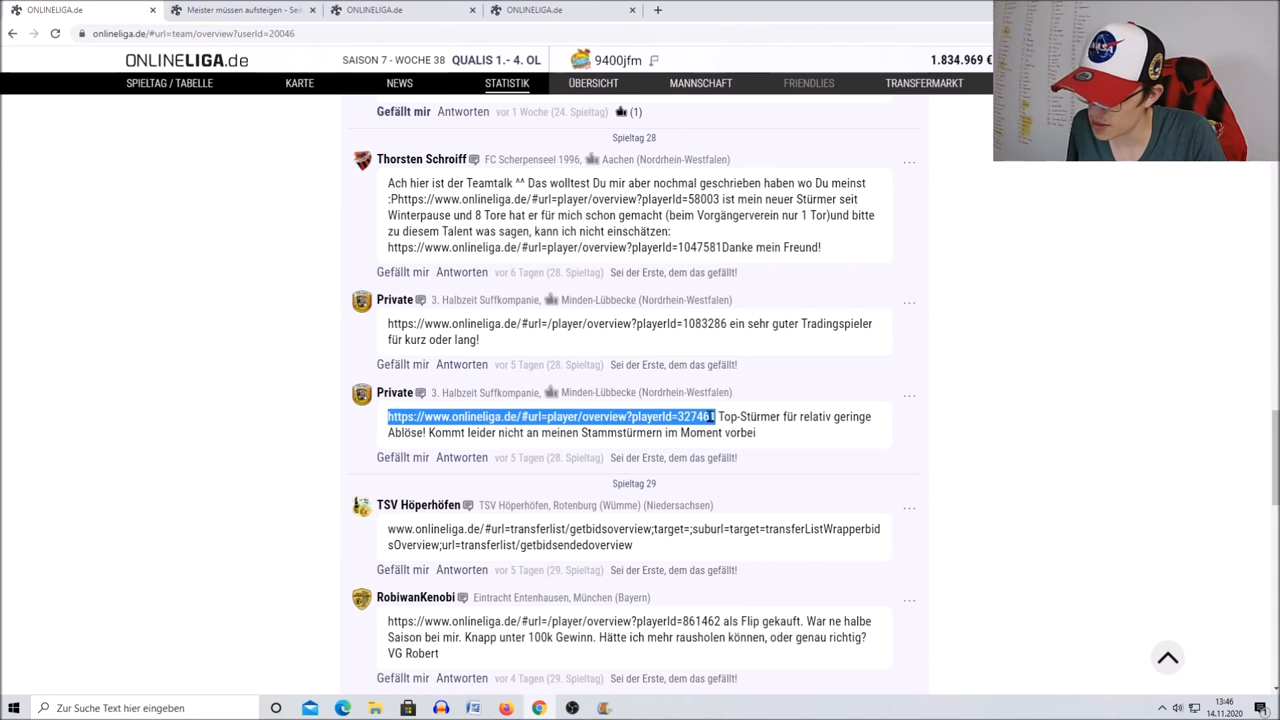 ONLINELIGA.de
Meister müssen aufsteigen - Sei
ONLINELIGA.de
ONLINELIGA.de
onlineliga.de/#url=team/overview?userId=20046
ONLINELIGA.de
SAISON 7 - WOCHE 38 QUALIS 1.- 4. OL
1.834.969 €
SPIELTAG / TABELLE
KARTE
NEWS
TRANSFERMARKT
Gefällt mir Antworten
Spieltag 28
Thorsten Schroiff FC Scherpenseel 1996, Aachen (Nordrhein-Westfalen)
Ach hier ist der Teamtalk ^^ Das wolltest Du mir aber nochmal geschrieben haben wo Du meinst
:Phttps://www.onlineliga.de/#url=player/overview?playerId=58003 ist mein neuer Stürmer seit
Winterpause und 8 Tore hat er für mich schon gemacht (beim Vorgängerverein nur 1 Tor)und bitte
zu diesem Talent was sagen, kann ich nicht einschätzen:
https://www.onlineliga.de/#url=player/overview?playerId=1047581Danke mein Freund!
Gefällt mir Antworten vor 6 Tagen (28. Spieltag) Sei der Erste, dem das gefällt!
Private 3. Halbzeit Suffkompanie, Minden-Lübbecke (Nordrhein-Westfalen)
https://www.onlineliga.de/#url=/player/overview?playerId=1083286 ein sehr guter Tradingspieler
für kurz oder lang!
Gefällt mir Antworten vor 5 Tagen (28. Spieltag) Sei der Erste, dem das gefällt!
Private 3. Halbzeit Suffkompanie, Minden-Lübbecke (Nordrhein-Westfalen)
Top-Stürmer für relativ geringe
Ablöse! Kommt leider nicht an meinen Stammstürmern im Moment vorbei
Gefällt mir Antworten vor 5 Tagen (28. Spieltag) Sei der Erste, dem das gefällt!
Spieltag 29
TSV Höperhöfen TSV Höperhöfen, Rotenburg (Wümme) (Niedersachsen)
www.onlineliga.de/#url=transferlist/getbidsoverview;target=;suburl=target=transferListWrapperbid
sOverview;url=transferlist/getbidsendedoverview
Gefällt mir Antworten vor 5 Tagen (29. Spieltag) Sei der Erste, dem das gefällt!
RobiwanKenobi Eintracht Entenhausen, München (Bayern)
https://www.onlineliga.de/#url=/player/overview?playerId=861462 als Flip gekauft. War ne halbe
Saison bei mir. Knapp unter 100k Gewinn. Hätte ich mehr rausholen können, oder genau richtig?
VG Robert
Gefällt mir Antworten vor 4 Tagen (29. Spieltag) Sei der Erste, dem das gefällt!
Zur Suche Text hier eingeben
13:46
14.11.2020